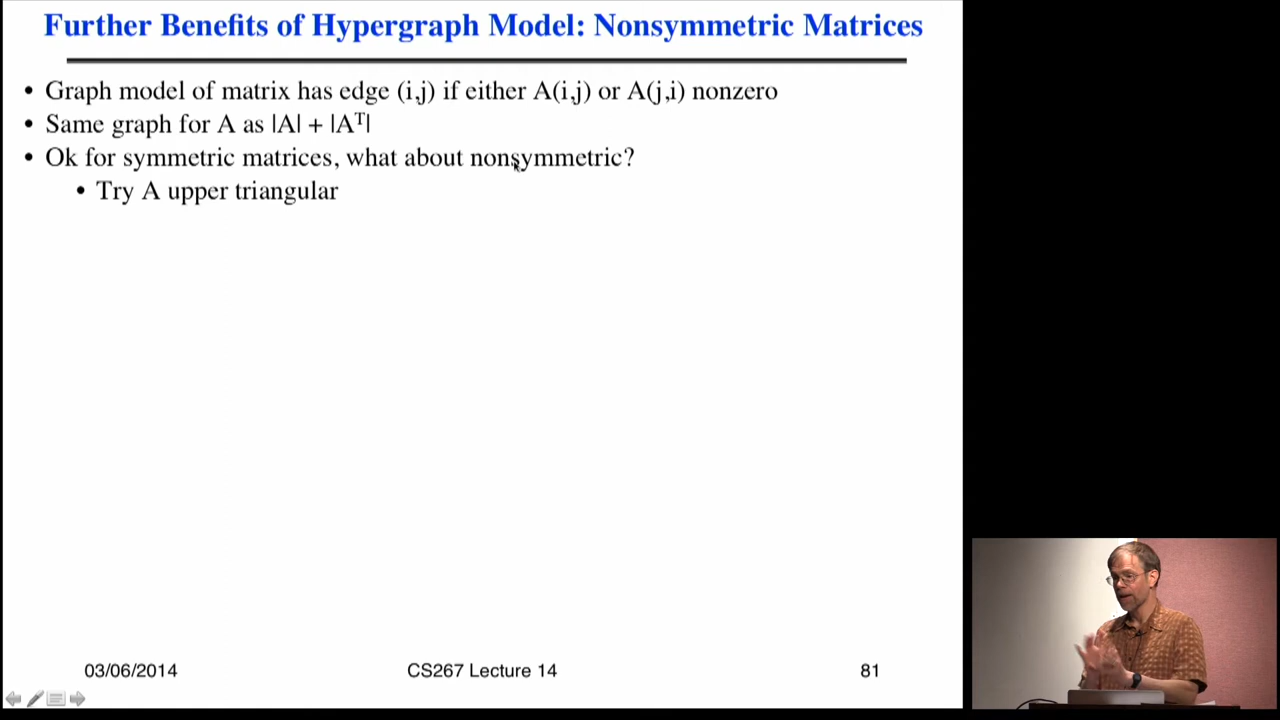 Further Benefits of Hypergraph Model: Nonsymmetric Matrices
• Graph model of matrix has edge (i,j) if either A(i,j) or A(j,i) nonzero
• Same graph for A as |A| + |Aᵀ|
• Ok for symmetric matrices, what about nonsymmetric?
• Try A upper triangular
03/06/2014
CS267 Lecture 14
81